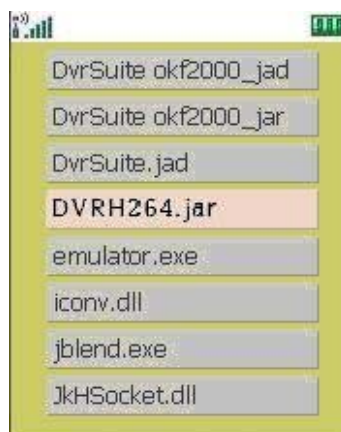 DvrSuite okf2000_jad
DvrSuite okf2000_jar
DvrSuite.jad
DVRH264.jar
emulator.exe
iconv.dll
jblend.exe
JkHSocket.dll